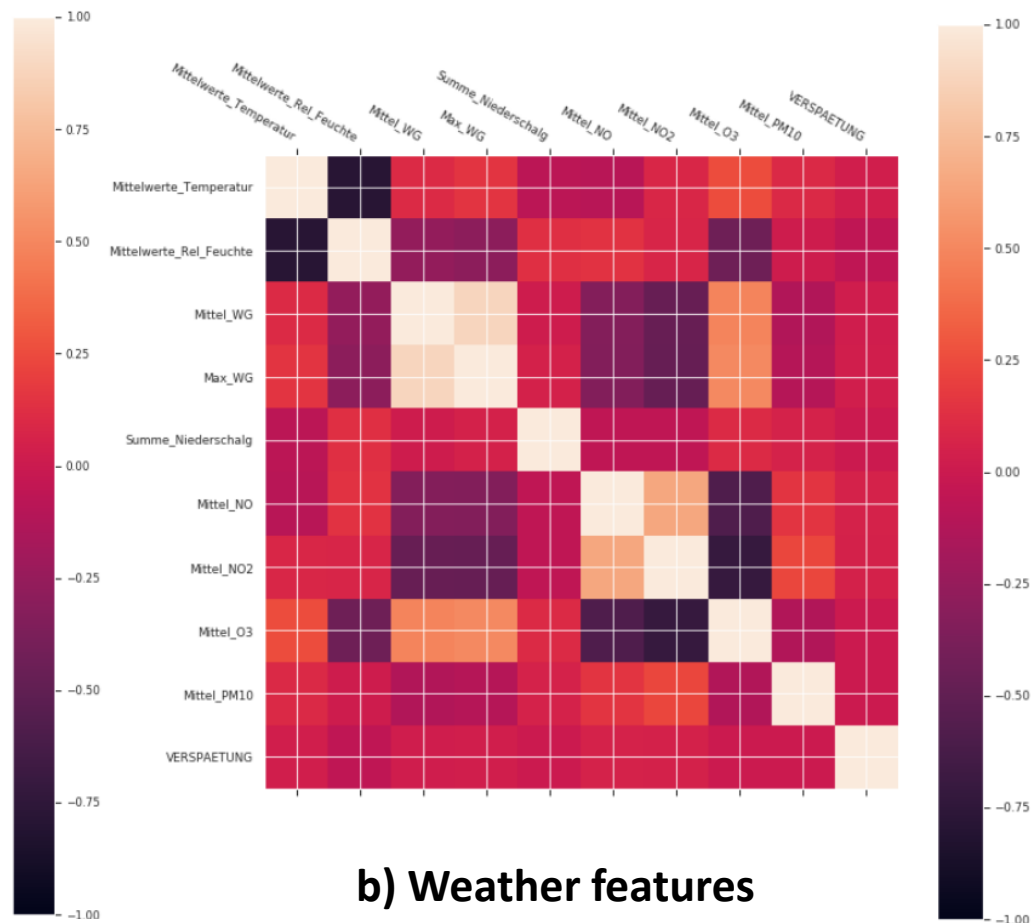 1.00
0.75
0.50
0.25
0.00
−0.25
−0.50
−0.75
−1.00
Mittelwerte_Temperatur
Mittelwerte_Rel_Feuchte
Mittel_WG
Max_WG
Summe_Niederschalg
Mittel_NO
Mittel_NO2
Mittel_O3
Mittel_PM10
VERSPAETUNG
Mittelwerte_Temperatur
Mittelwerte_Rel_Feuchte
Mittel_WG
Max_WG
Summe_Niederschalg
Mittel_NO
Mittel_NO2
Mittel_O3
Mittel_PM10
VERSPAETUNG
1.00
0.75
0.50
0.25
0.00
−0.25
−0.50
−0.75
−1.00
b) Weather features